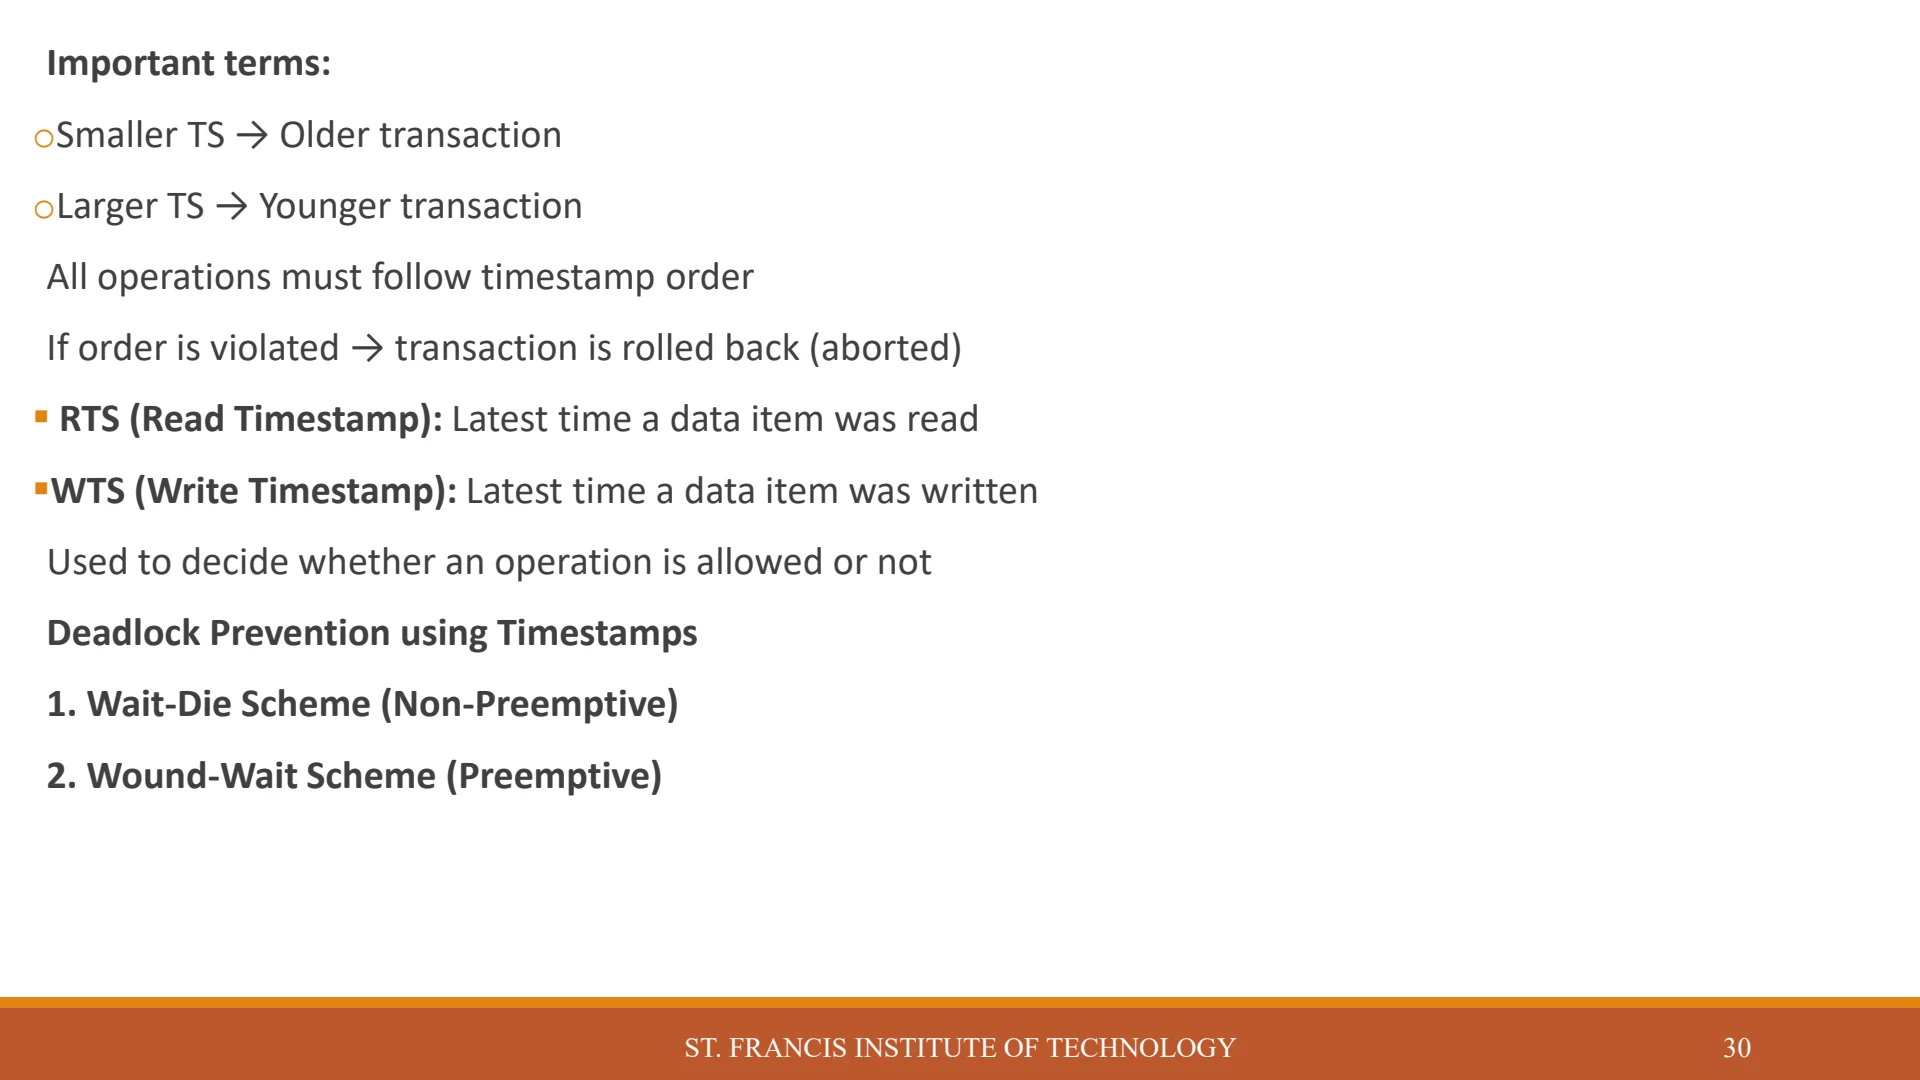 Important terms:
oSmaller TS → Older transaction
oLarger TS → Younger transaction
All operations must follow timestamp order
If order is violated → transaction is rolled back (aborted)
▪ RTS (Read Timestamp): Latest time a data item was read
▪WTS (Write Timestamp): Latest time a data item was written
Used to decide whether an operation is allowed or not
Deadlock Prevention using Timestamps
1. Wait-Die Scheme (Non-Preemptive)
2. Wound-Wait Scheme (Preemptive)
ST. FRANCIS INSTITUTE OF TECHNOLOGY
30